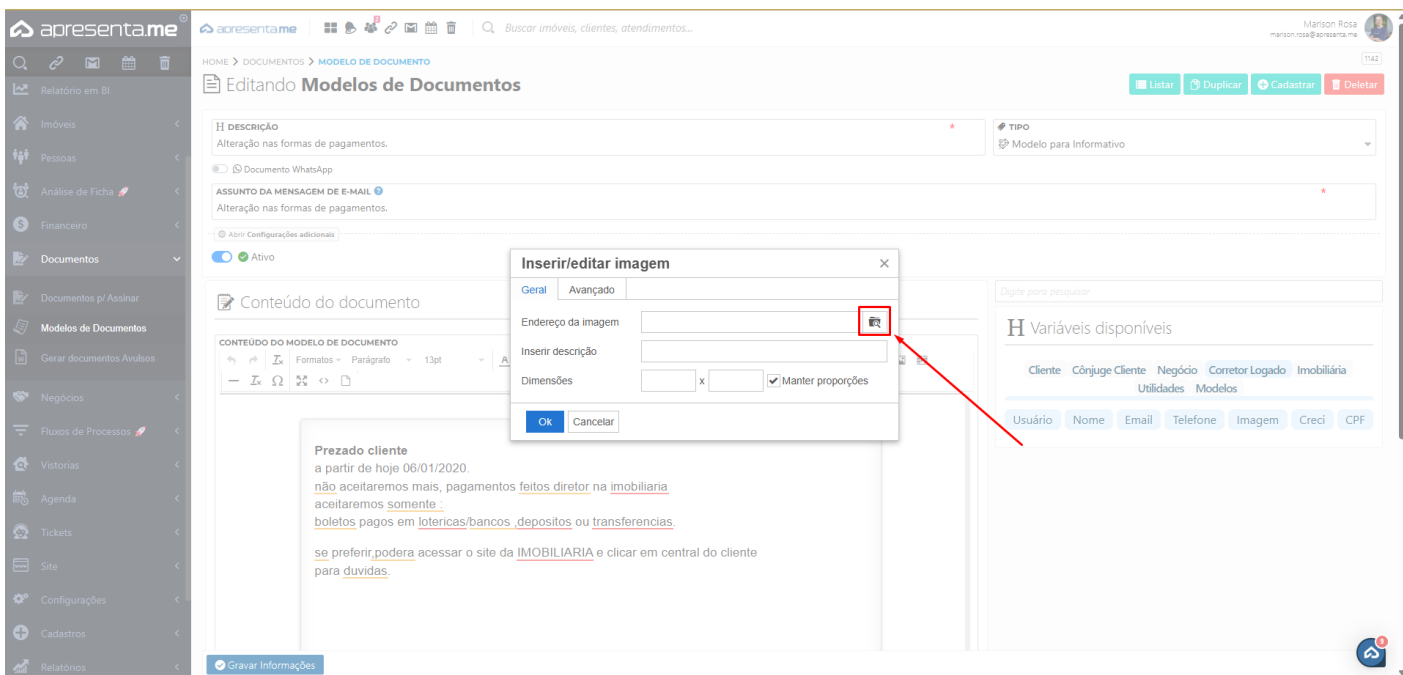 apresenta.me
apresenta.me
2
Buscar imóveis, clientes, atendimentos...
Marison Rosa
marison.rosa@apresenta.me
HOME > DOCUMENTOS > MODELO DE DOCUMENTO
1142
Editando Modelos de Documentos
Listar
Duplicar
Cadastrar
Deletar
Relatório em BI
Imóveis
Pessoas
Análise de Ficha
Financeiro
Documentos
Documentos p/ Assinar
Modelos de Documentos
Gerar documentos Avulsos
Negócios
Fluxos de Processos
Vistorias
Agenda
Tickets
Site
Configurações
Cadastros
Relatórios
H DESCRIÇÃO *
Alteração nas formas de pagamentos.
TIPO
Modelo para Informativo
Documento WhatsApp
ASSUNTO DA MENSAGEM DE E-MAIL *
Alteração nas formas de pagamentos.
Abrir Configurações adicionais
Ativo
Conteúdo do documento
CONTEÚDO DO MODELO DE DOCUMENTO
Formatos Parágrafo 13pt A
Inserir/editar imagem ×
Geral Avançado
Endereço da imagem
Inserir descrição
Dimensões x Manter proporções
Ok Cancelar
Prezado cliente
a partir de hoje 06/01/2020.
não aceitaremos mais, pagamentos feitos diretor na imobiliaria
aceitaremos somente :
boletos pagos em lotericas/bancos ,depositos ou transferencias.
se preferir,podera acessar o site da IMOBILIARIA e clicar em central do cliente
para duvidas.
Digite para pesquisar
H Variáveis disponíveis
Cliente Cônjuge Cliente Negócio Corretor Logado Imobiliária
Utilidades Modelos
Usuário Nome Email Telefone Imagem Creci CPF
Gravar Informações
9